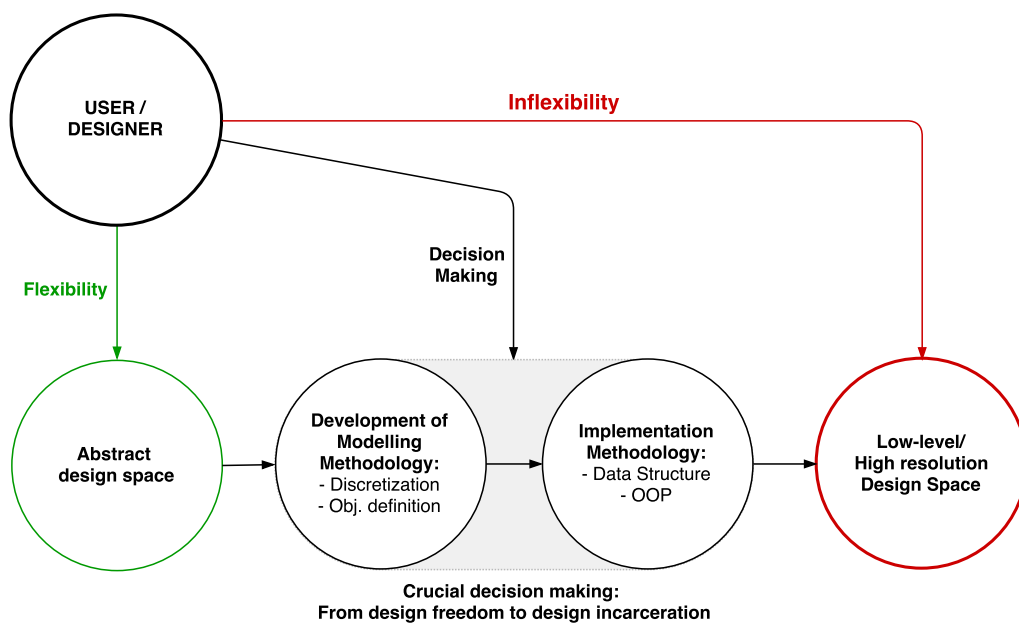 USER /
DESIGNER
Inflexibility
Decision
Making
Flexibility
Abstract
design space
Development of
Modelling
Methodology:
- Discretization
- Obj. definition
Implementation
Methodology:
- Data Structure
- OOP
Low-level/
High resolution
Design Space
Crucial decision making:
From design freedom to design incarceration